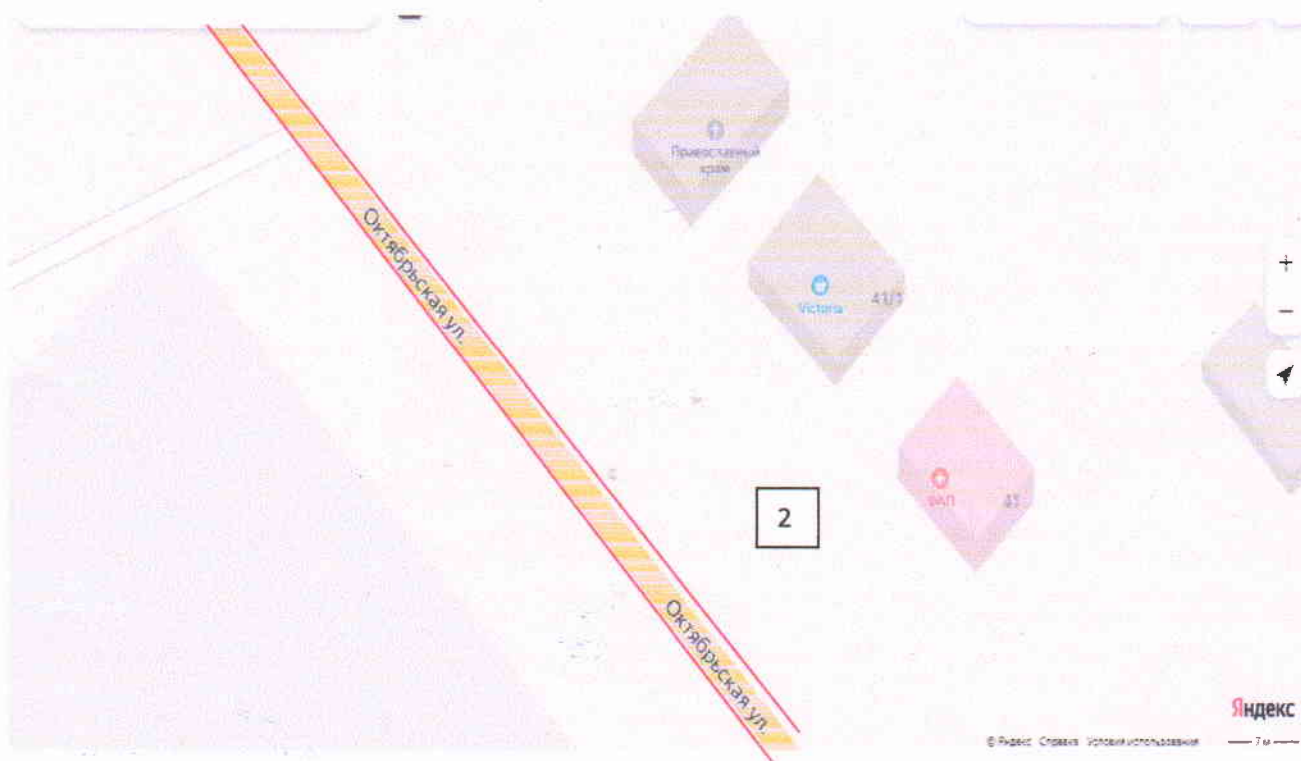 Православный
храм
Октябрьская ул.
Victoria
41/1
+
−
ФАП
41
2
Октябрьская ул.
Яндекс
© Яндекс Справка Условия использования
7 м